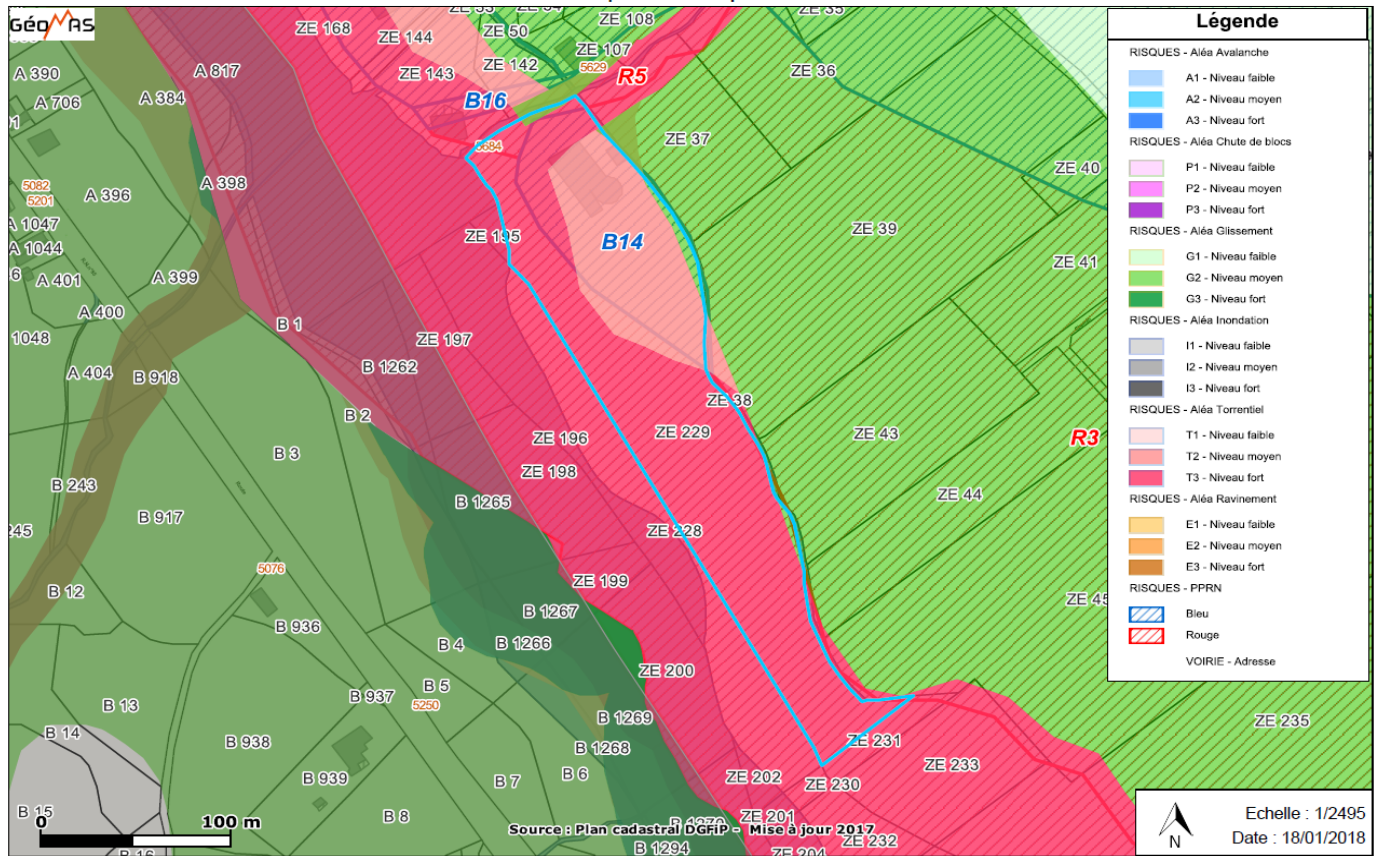 GéoMAS
ZE 168
ZE 144
ZE 50
ZE 108
ZE 35
A 390
A 817
ZE 143
ZE 142
ZE 107
5629
R5
ZE 36
A 706
A 384
B16
5684
ZE 37
ZE 40
5082
5201
A 396
A 398
A 1047
A 1044
A 401
A 399
ZE 195
B14
ZE 39
ZE 41
A 400
1048
B 1
ZE 197
A 404
B 918
B 1262
B 2
ZE 38
ZE 196
ZE 229
ZE 43
R3
B 3
ZE 198
B 243
B 1265
ZE 44
B 917
245
ZE 228
5076
ZE 199
B 12
B 1267
ZE 45
B 936
B 1266
B 4
ZE 200
B 5
B 937
5250
B 13
B 14
B 1269
ZE 235
B 938
B 1268
ZE 231
B 939
B 7
B 6
ZE 202
ZE 230
ZE 233
B 15
B 8
ZE 201
0
100 m
Source : Plan cadastral DGFiP - Mise à jour 2017
ZE 232
B 16
B 1294
ZE 204
Légende
RISQUES - Aléa Avalanche
A1 - Niveau faible
A2 - Niveau moyen
A3 - Niveau fort
RISQUES - Aléa Chute de blocs
P1 - Niveau faible
P2 - Niveau moyen
P3 - Niveau fort
RISQUES - Aléa Glissement
G1 - Niveau faible
G2 - Niveau moyen
G3 - Niveau fort
RISQUES - Aléa Inondation
I1 - Niveau faible
I2 - Niveau moyen
I3 - Niveau fort
RISQUES - Aléa Torrentiel
T1 - Niveau faible
T2 - Niveau moyen
T3 - Niveau fort
RISQUES - Aléa Ravinement
E1 - Niveau faible
E2 - Niveau moyen
E3 - Niveau fort
RISQUES - PPRN
Bleu
Rouge
VOIRIE - Adresse
N
Echelle : 1/2495
Date : 18/01/2018